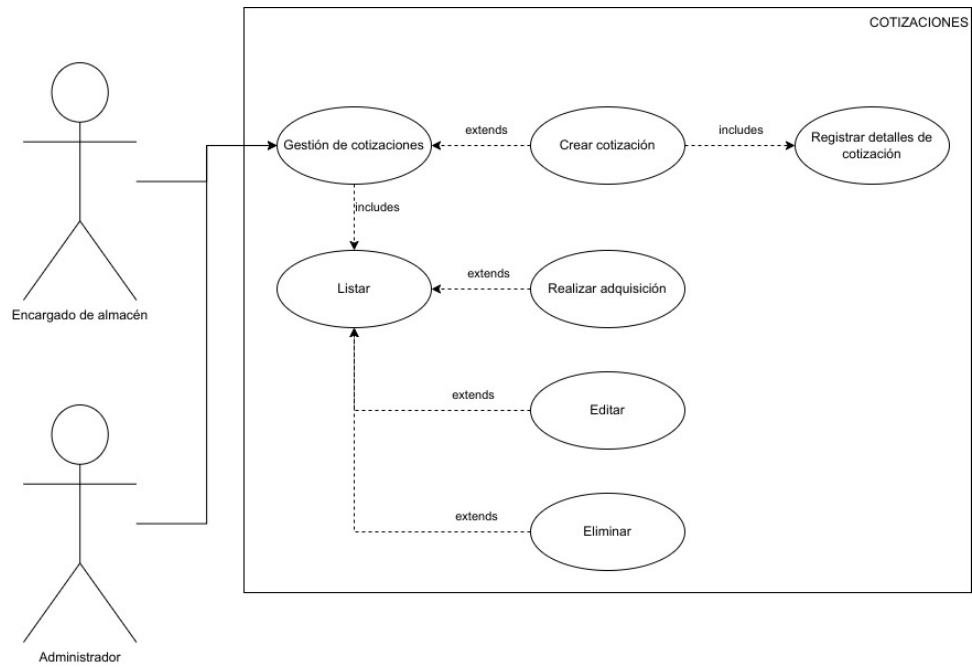 COTIZACIONES
Gestión de cotizaciones
extends
Crear cotización
includes
Registrar detalles de
cotización
includes
Listar
extends
Realizar adquisición
Encargado de almacén
extends
Editar
extends
Eliminar
Administrador